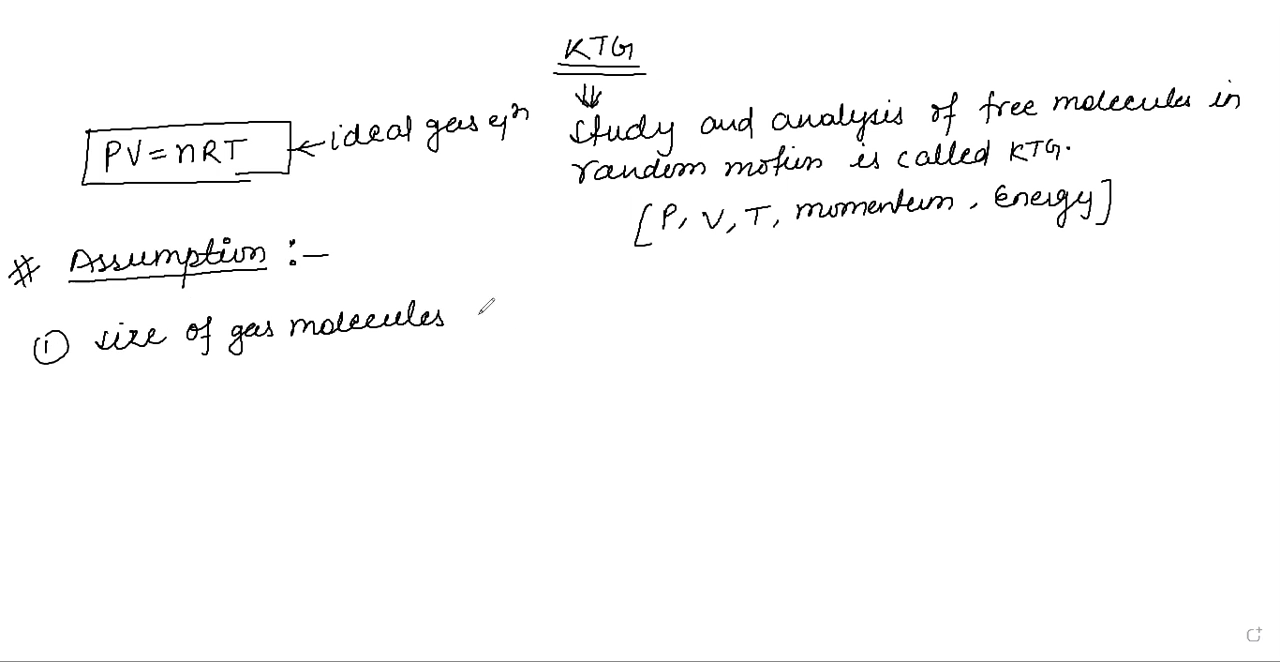 KTG
PV = nRT ← ideal gas eqn
⇓
Study and analysis of free molecules in
random motion is called KTG.
[P, V, T, momentum, Energy]
# Assumption :-
① size of gas molecules